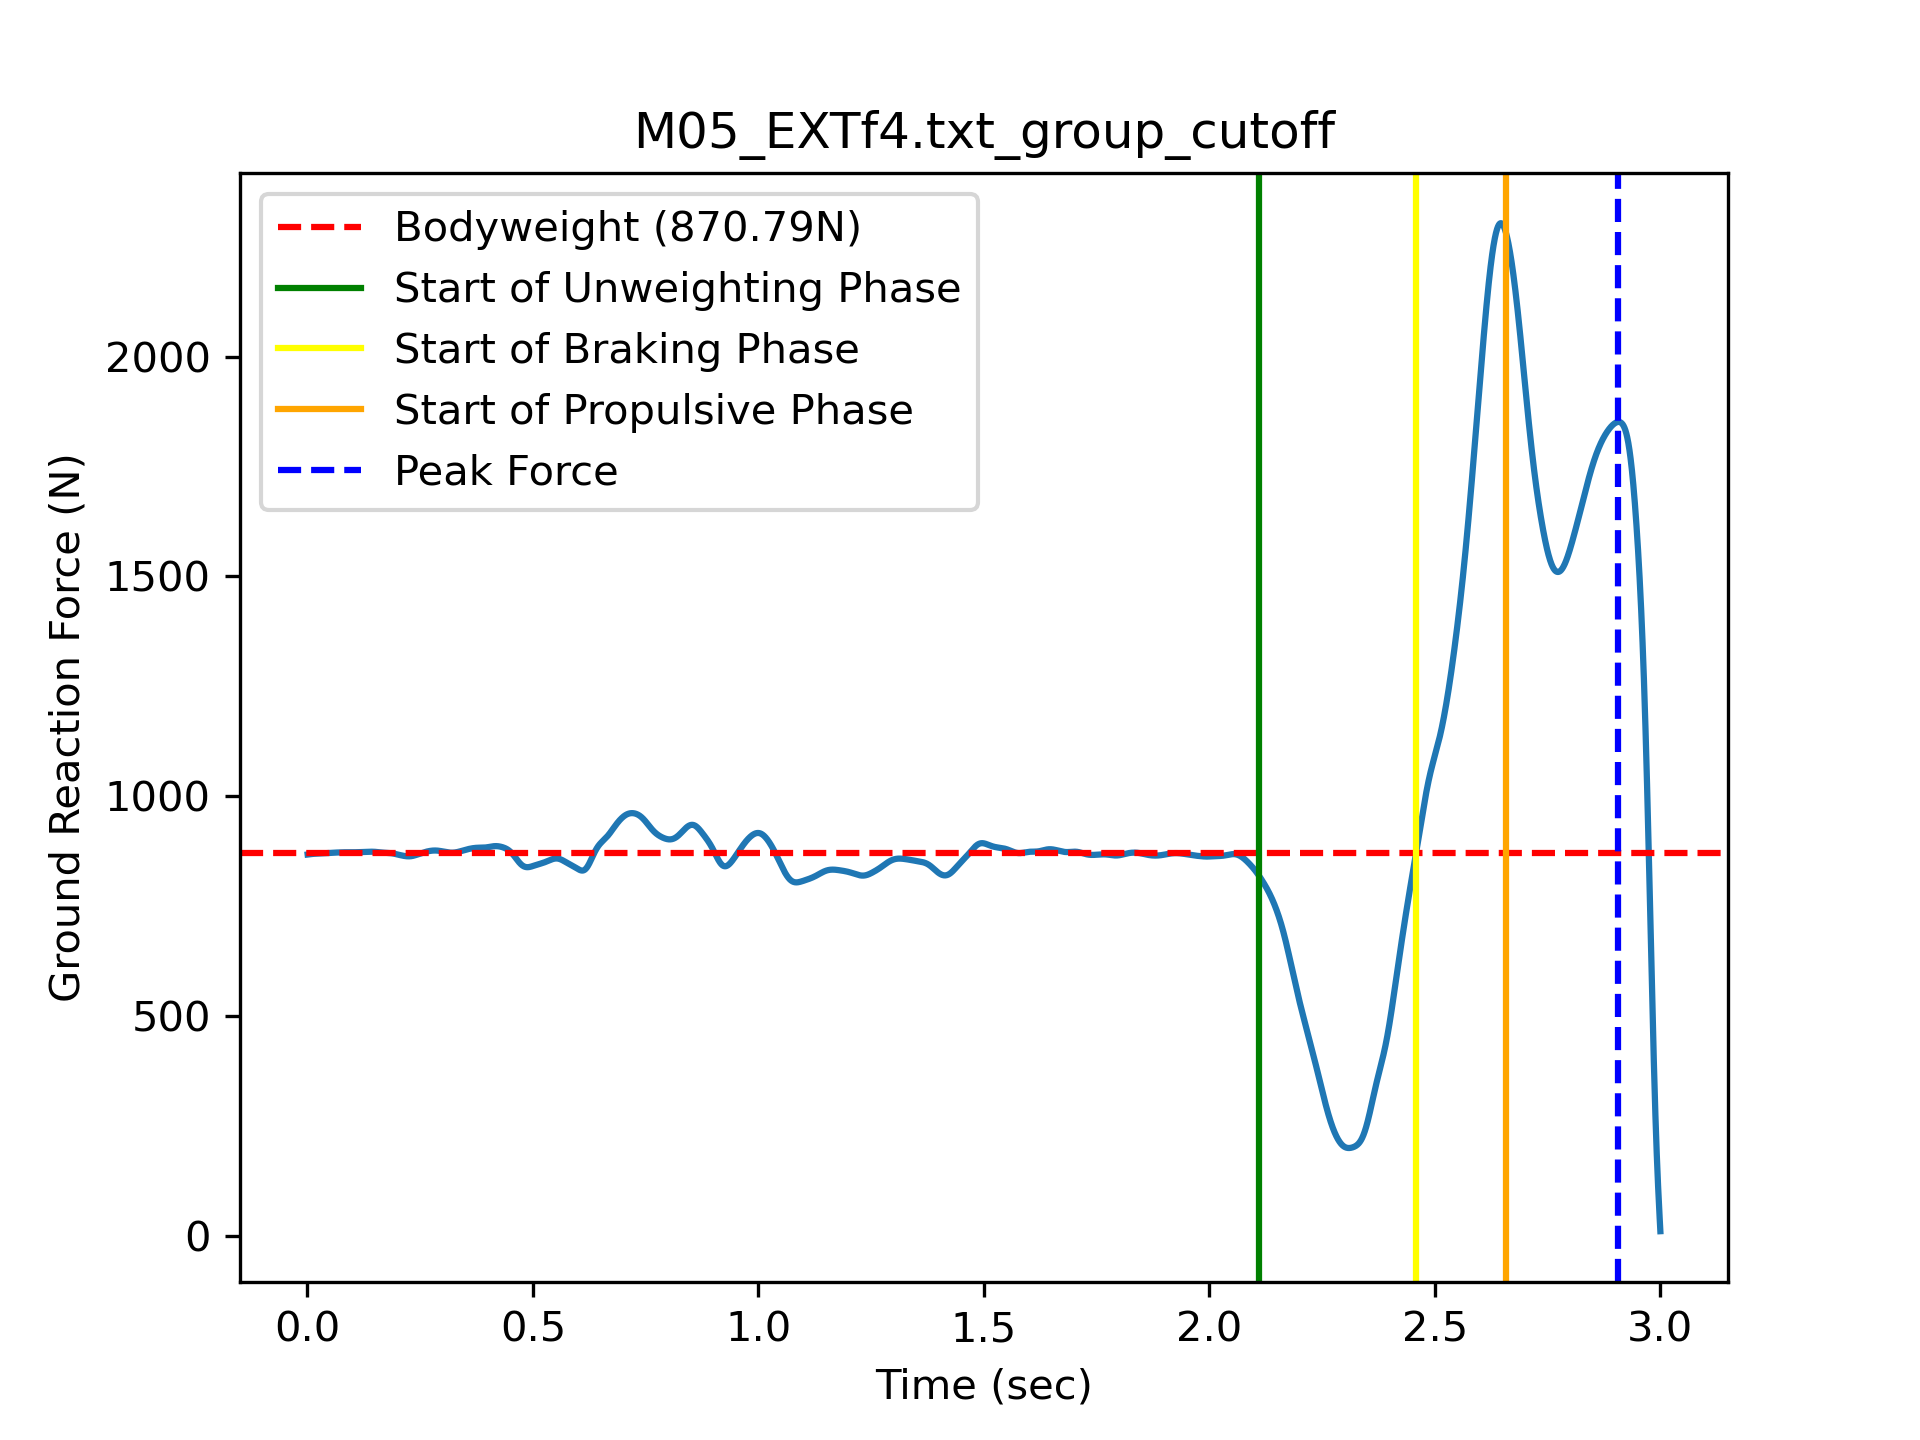 M05_EXTf4.txt_group_cutoff
Bodyweight (870.79N)
Start of Unweighting Phase
Start of Braking Phase
Start of Propulsive Phase
Peak Force
Ground Reaction Force (N)
2000
1500
1000
500
0
0.0 0.5 1.0 1.5 2.0 2.5 3.0
Time (sec)